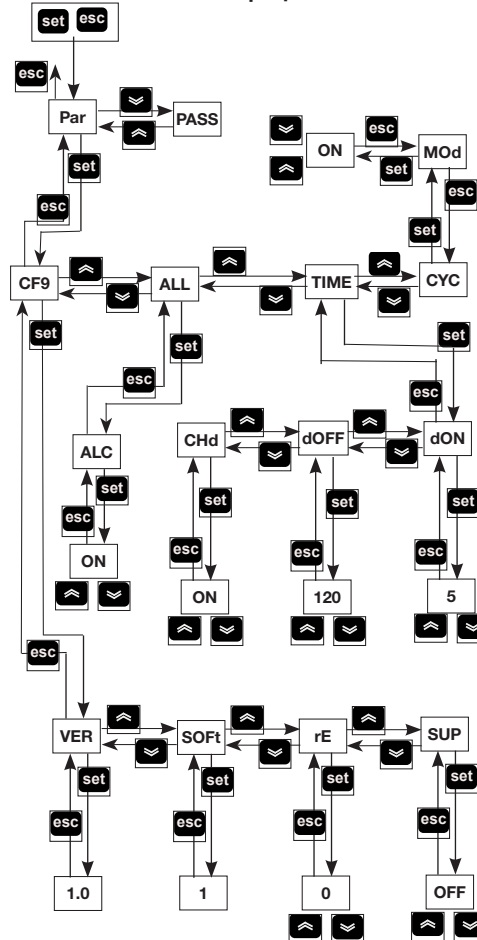 set esc
esc
Par
PASS
set
esc
ON
esc
set
MOd
esc
set
CF9
ALL
TIME
CYC
set
set
set
esc
esc
ALC
CHd
dOFF
dON
set
set
set
set
esc
esc
esc
esc
ON
ON
120
5
esc
VER
SOFt
rE
SUP
set
set
set
set
esc
esc
esc
esc
1.0
1
0
OFF